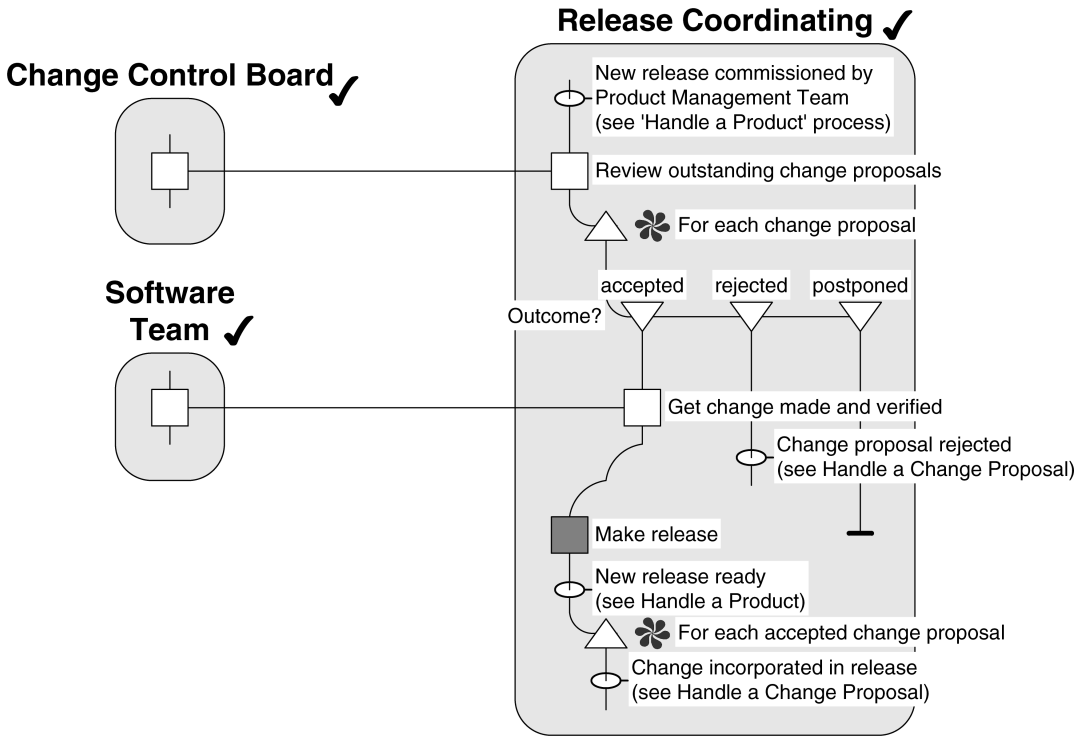 Release Coordinating
Change Control Board
New release commissioned by
Product Management Team
(see 'Handle a Product' process)
Review outstanding change proposals
For each change proposal
accepted
rejected
postponed
Outcome?
Software
Team
Get change made and verified
Change proposal rejected
(see Handle a Change Proposal)
Make release
New release ready
(see Handle a Product)
For each accepted change proposal
Change incorporated in release
(see Handle a Change Proposal)